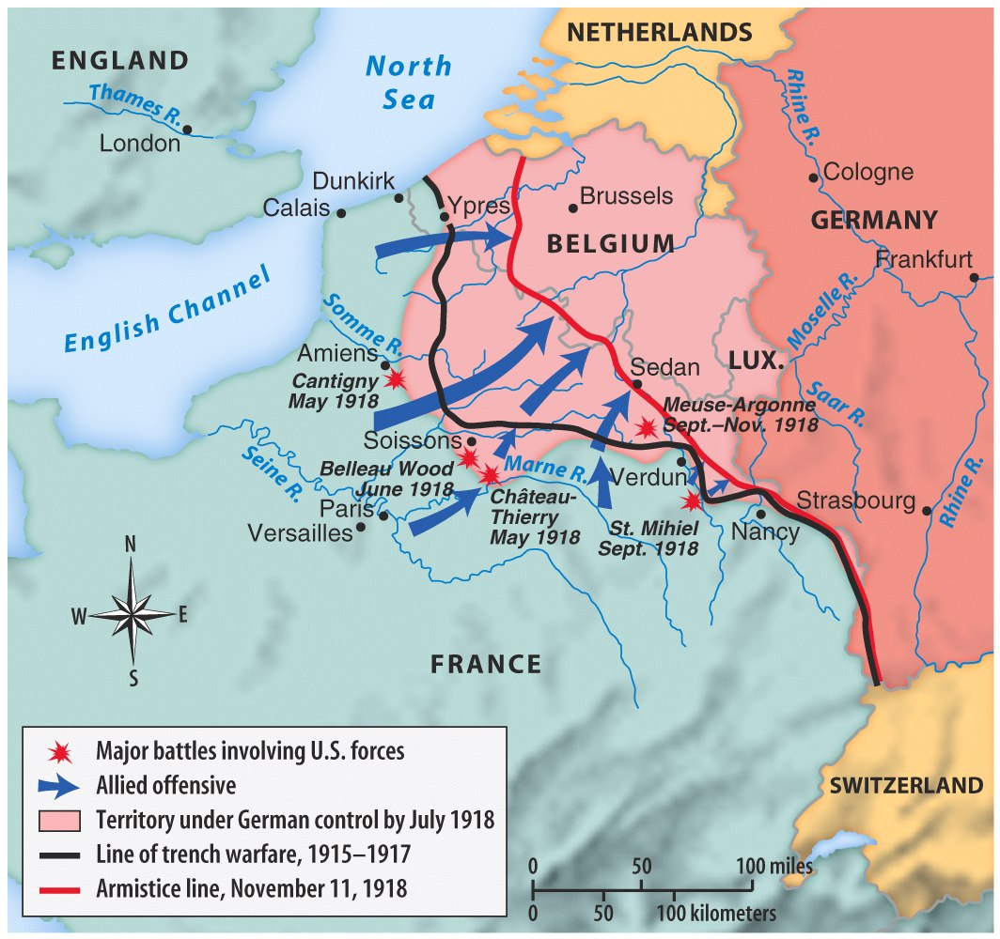 NETHERLANDS
ENGLAND
North
Sea
Thames R.
London
Rhine R.
Cologne
Dunkirk
Calais
Ypres
Brussels
BELGIUM
GERMANY
Frankfurt
English Channel
Somme R.
Moselle R.
Amiens
Cantigny
May 1918
Sedan
LUX.
Meuse-Argonne
Sept.–Nov. 1918
Saar R.
Soissons
Seine R.
Belleau Wood
June 1918
Marne R.
Verdun
Château-
Thierry
May 1918
Paris
Versailles
St. Mihiel
Sept. 1918
Nancy
Strasbourg
Rhine R.
N
W
E
S
FRANCE
SWITZERLAND
Major battles involving U.S. forces
Allied offensive
Territory under German control by July 1918
Line of trench warfare, 1915–1917
Armistice line, November 11, 1918
0 50 100 miles
0 50 100 kilometers